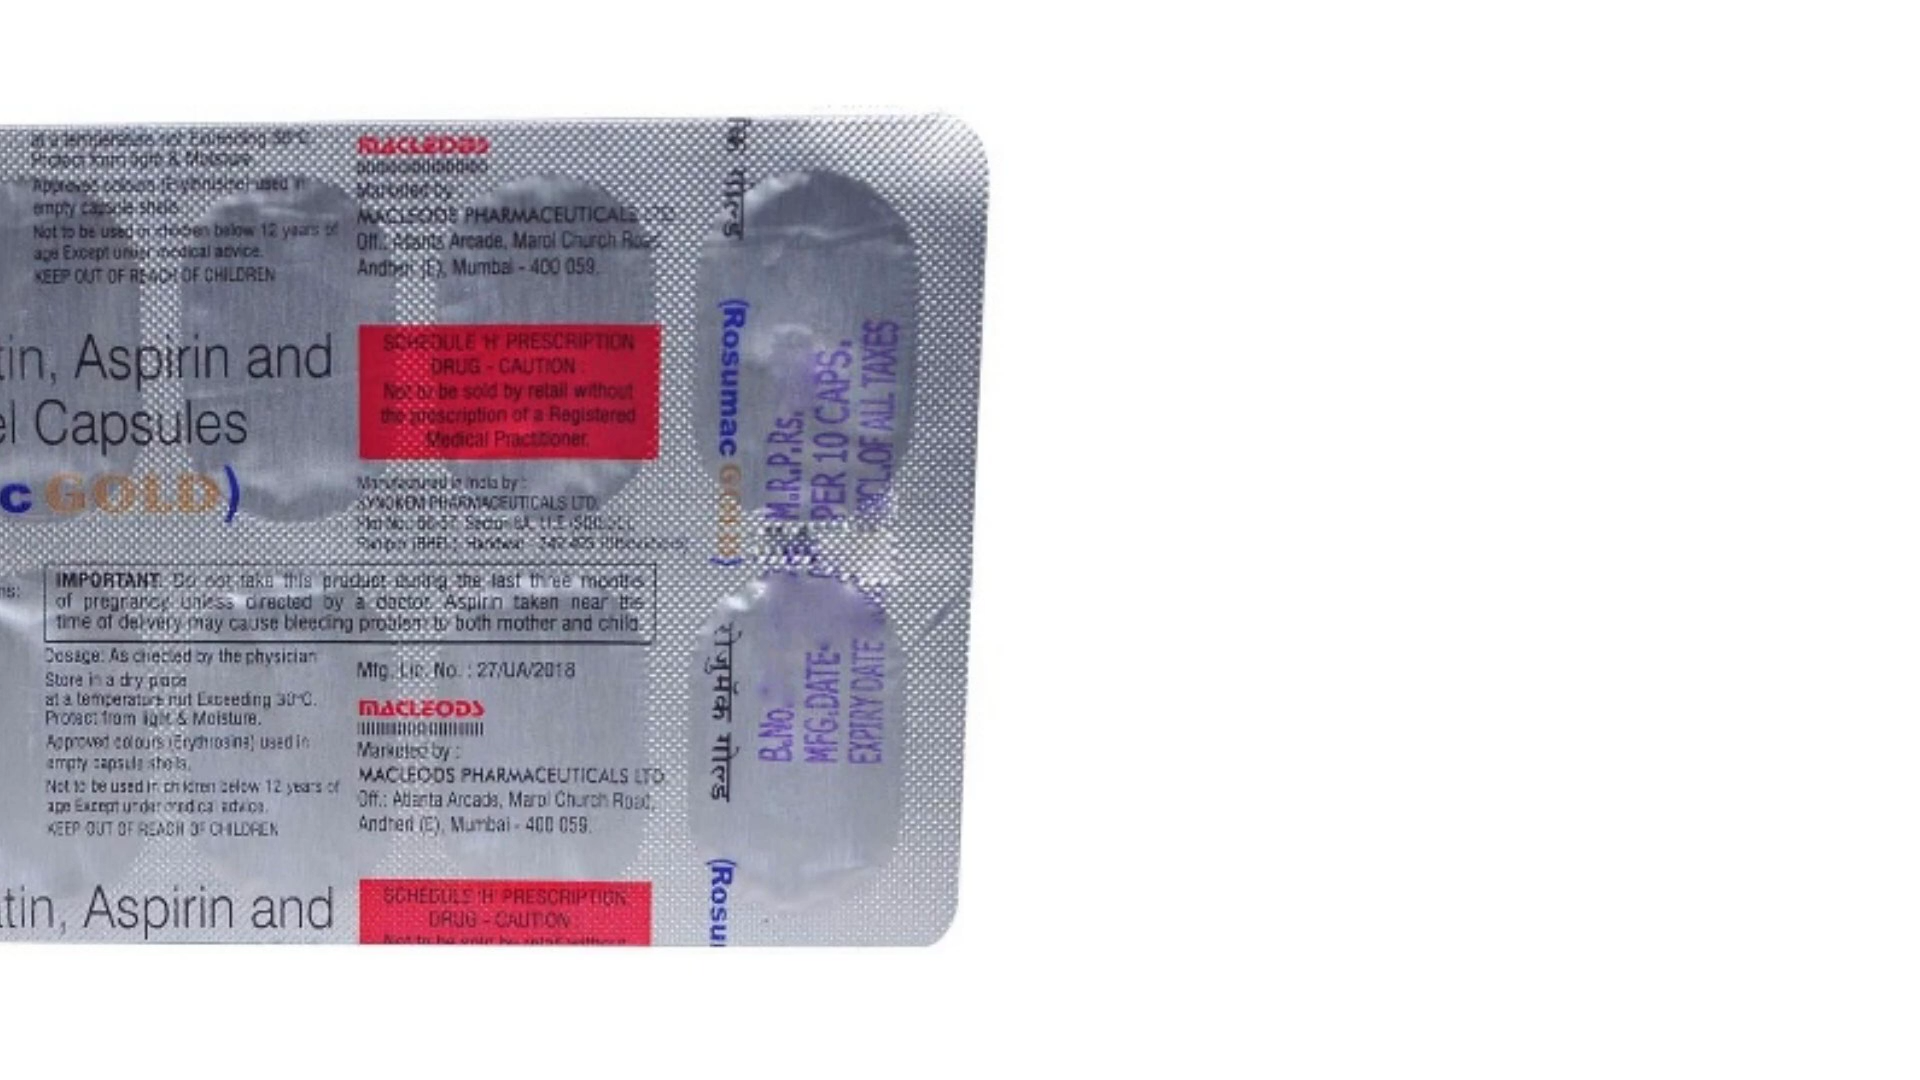 at a temperature not Exceeding 30°C.
Protect from light & Moisture.
Approved colours (Erythrosine) used in
empty capsule shells.
Not to be used in children below 12 years of
age Except under medical advice.
KEEP OUT OF REACH OF CHILDREN
MACLEODS
Marketed by :
MACLEODS PHARMACEUTICALS LTD.
Off.: Atlanta Arcade, Marol Church Road,
Andheri (E), Mumbai - 400 059.
tin, Aspirin and
el Capsules
c GOLD)
SCHEDULE 'H' PRESCRIPTION
DRUG - CAUTION :
Not to be sold by retail without
the prescription of a Registered
Medical Practitioner.
Manufactured in India by :
SYNOKEM PHARMACEUTICALS LTD.
ns:
IMPORTANT: Do not take this product during the last three months
of pregnancy unless directed by a doctor. Aspirin taken near the
time of delivery may cause bleeding problem to both mother and child.
Dosage: As directed by the physician
Store in a dry place
at a temperature not Exceeding 30°C.
Protect from light & Moisture.
Approved colours (Erythrosine) used in
empty capsule shells.
Not to be used in children below 12 years of
age Except under medical advice.
KEEP OUT OF REACH OF CHILDREN
Mfg. Lic. No. : 27/UA/2018
MACLEODS
Marketed by :
MACLEODS PHARMACEUTICALS LTD.
Off.: Atlanta Arcade, Marol Church Road,
Andheri (E), Mumbai - 400 059.
tin, Aspirin and
SCHEDULE 'H' PRESCRIPTION
DRUG - CAUTION :
Not to be sold by retail without
गोल्ड
(Rosumac GOLD)
रोजुमॅक गोल्ड
(Rosu
M.R.P.Rs.
PER 10 CAPS.
INCL.OF ALL TAXES
B.No.
MFG.DATE
EXPIRY DATE